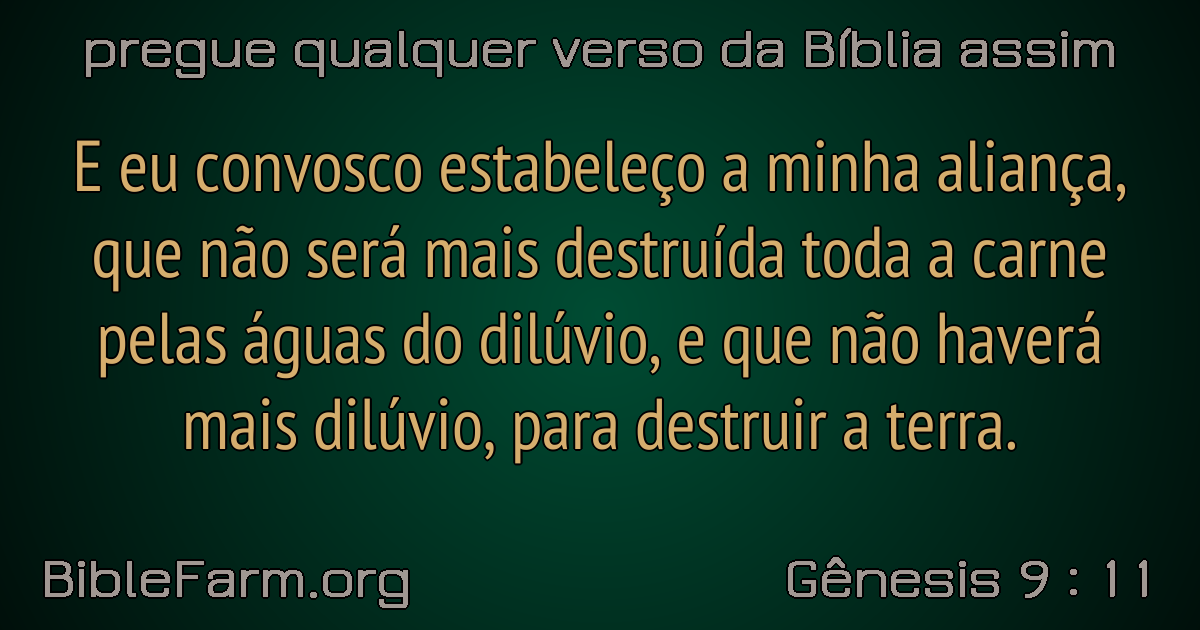 pregue qualquer verso da Bíblia assim
E eu convosco estabeleço a minha aliança,
que não será mais destruída toda a carne
pelas águas do dilúvio, e que não haverá
mais dilúvio, para destruir a terra.
BibleFarm.org
Gênesis 9 : 11